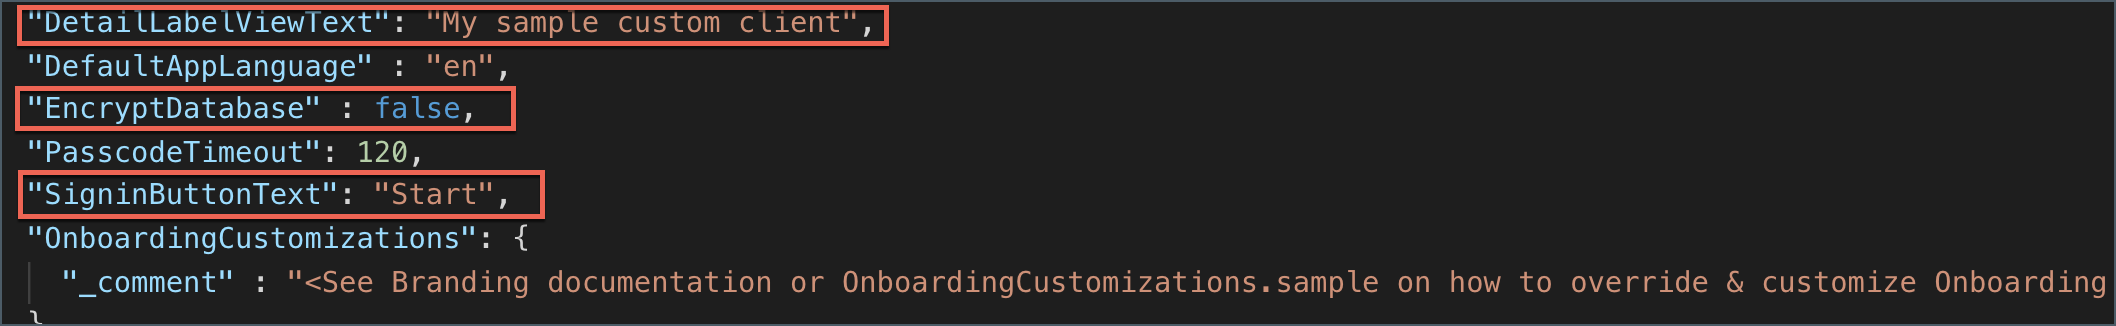 "DetailLabelViewText": "My sample custom client",
"DefaultAppLanguage" : "en",
"EncryptDatabase" : false,
"PasscodeTimeout": 120,
"SigninButtonText": "Start",
"OnboardingCustomizations": {
"_comment" : "<See Branding documentation or OnboardingCustomizations.sample on how to override & customize Onboarding
}